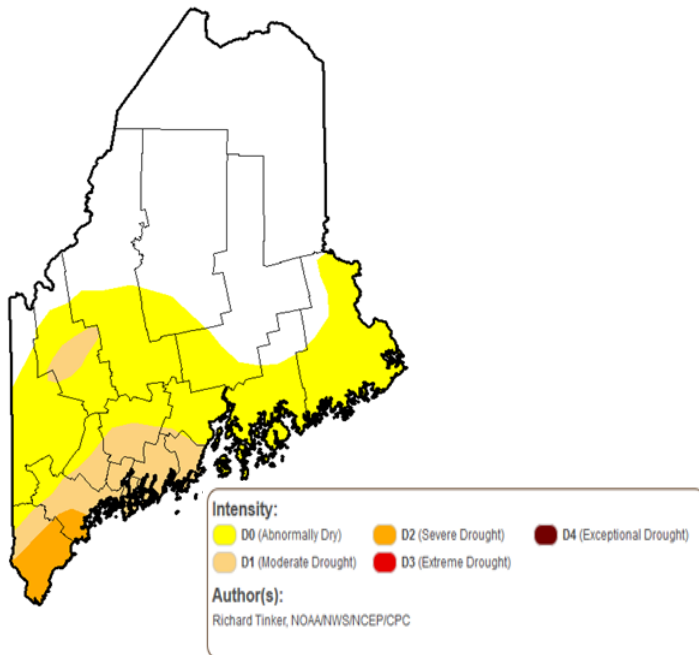 Intensity:
D0 (Abnormally Dry) D2 (Severe Drought) D4 (Exceptional Drought)
D1 (Moderate Drought) D3 (Extreme Drought)
Author(s):
Richard Tinker, NOAA/NWS/NCEP/CPC